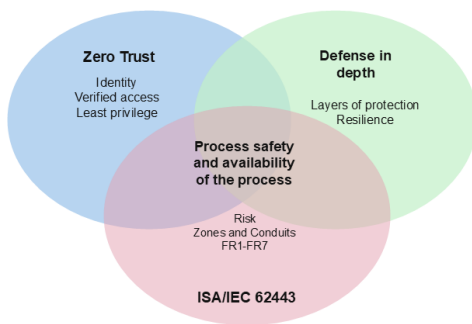 Zero Trust
Identity
Verified access
Least privilege
Defense in
depth
Layers of protection
Resilience
Process safety
and availability
of the process
Risk
Zones and Conduits
FR1-FR7
ISA/IEC 62443